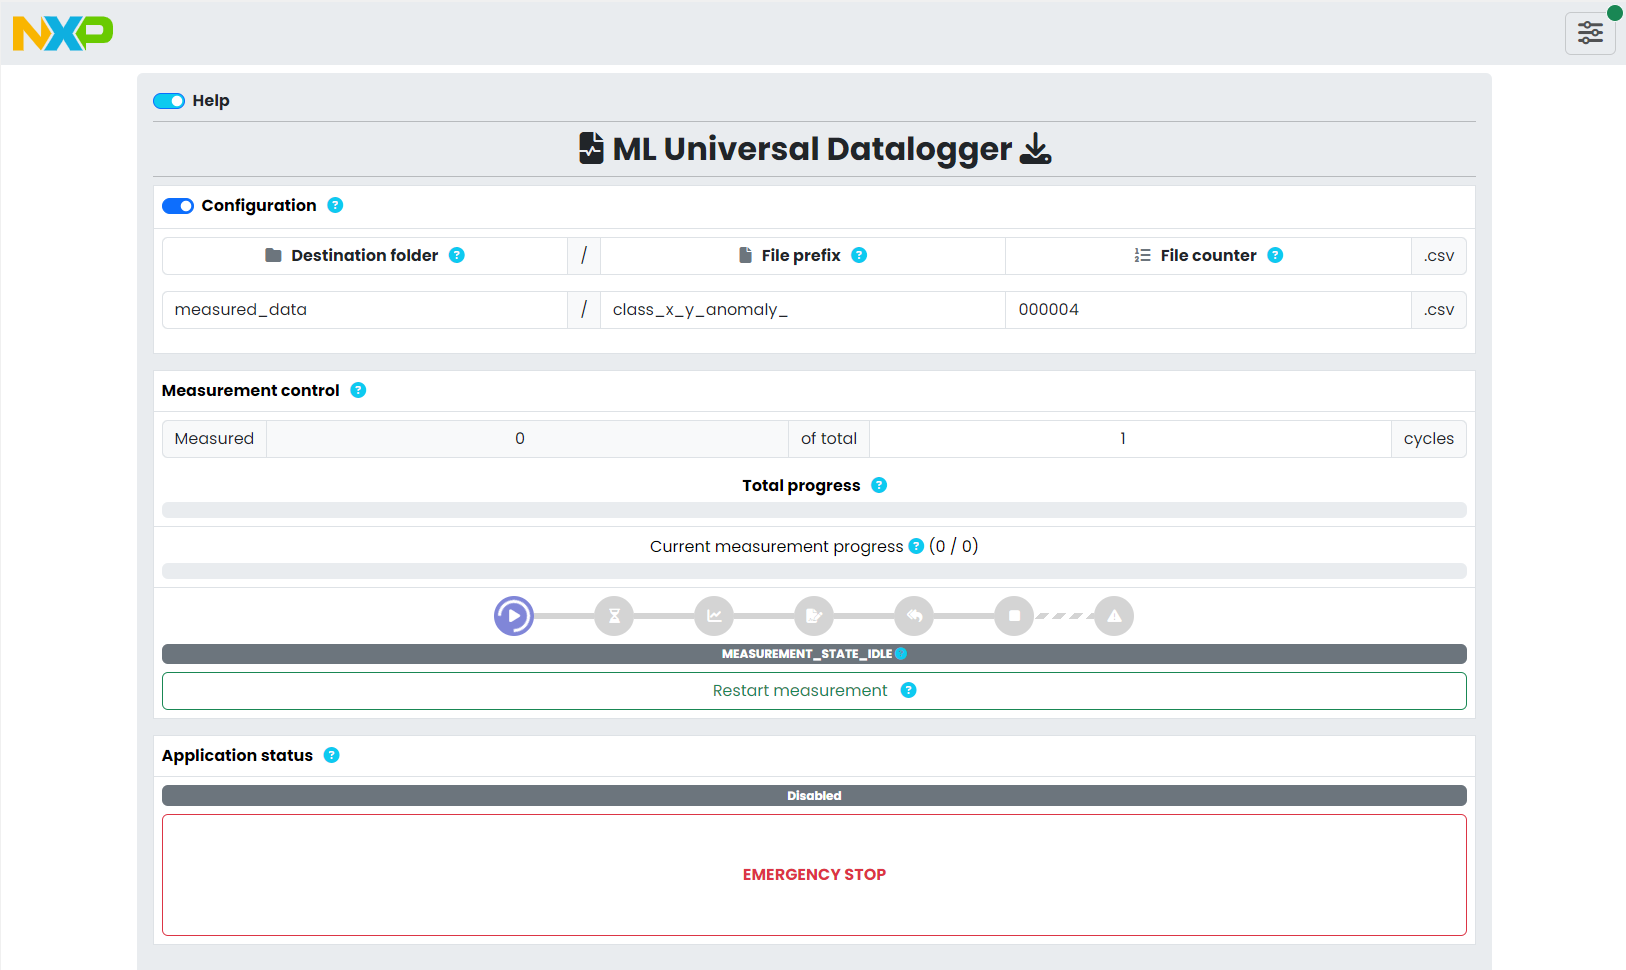 NXP
Help
ML Universal Datalogger
Configuration ?
Destination folder ? / File prefix ? File counter ? .csv
measured_data / class_x_y_anomaly_ 000004 .csv
Measurement control ?
Measured 0 of total 1 cycles
Total progress ?
Current measurement progress ? (0 / 0)
MEASUREMENT_STATE_IDLE ?
Restart measurement ?
Application status ?
Disabled
EMERGENCY STOP